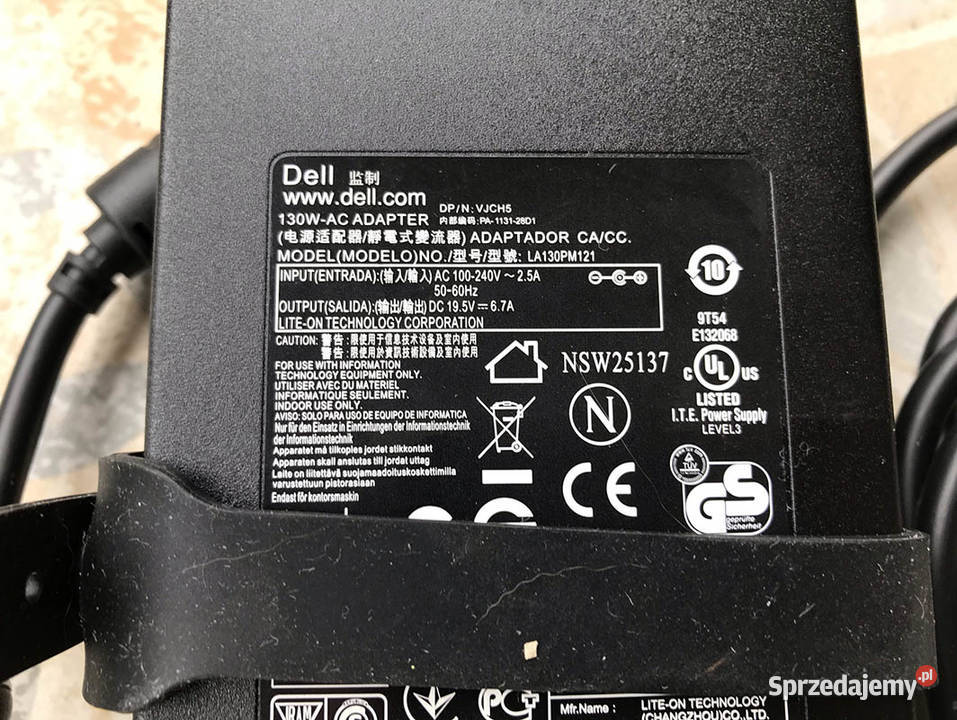 Dell 监制
www.dell.com
DP/N: VJCH5
130W-AC ADAPTER 内部编码: PA-1131-28D1
(电源适配器/靜電式變流器) ADAPTADOR CA/CC.
MODEL(MODELO)NO./型号/型號: LA130PM121
INPUT(ENTRADA):(输入/輸入) AC 100-240V ~ 2.5A
50-60Hz
OUTPUT(SALIDA):(输出/輸出) DC 19.5V ⎓ 6.7A
LITE-ON TECHNOLOGY CORPORATION
CAUTION: 警告: 限使用于信息技术设备及室内使用
警告: 限使用於資訊技術設備及室內使用
FOR USE WITH INFORMATION
TECHNOLOGY EQUIPMENT ONLY.
UTILISER AVEC DU MATERIEL
INFORMATIQUE SEULEMENT.
INDOOR USE ONLY.
AVISO: SOLO PARA USO DE EQUIPO DE INFORMATICA
Nur für den Einsatz in Einrichtungen der Informationstechnik
der Informationstechnik
Apparatet må tilkoples jordet stikkontakt
Apparaten skall anslutas till jordat uttag
Laite on liitettävä suojamaadoituskoskettimilla
varustettuun pistorasiaan
Endast för kontorsmaskin
10
9T54
E132068
C UL US
LISTED
I.T.E. Power Supply
LEVEL3
NSW25137
N
CE
TÜV
GS
geprüfte
Sicherheit
Mfr.Name : LITE-ON TECHNOLOGY
(CHANGZHOU)CO.,LTD.
Sprzedajemy.pl